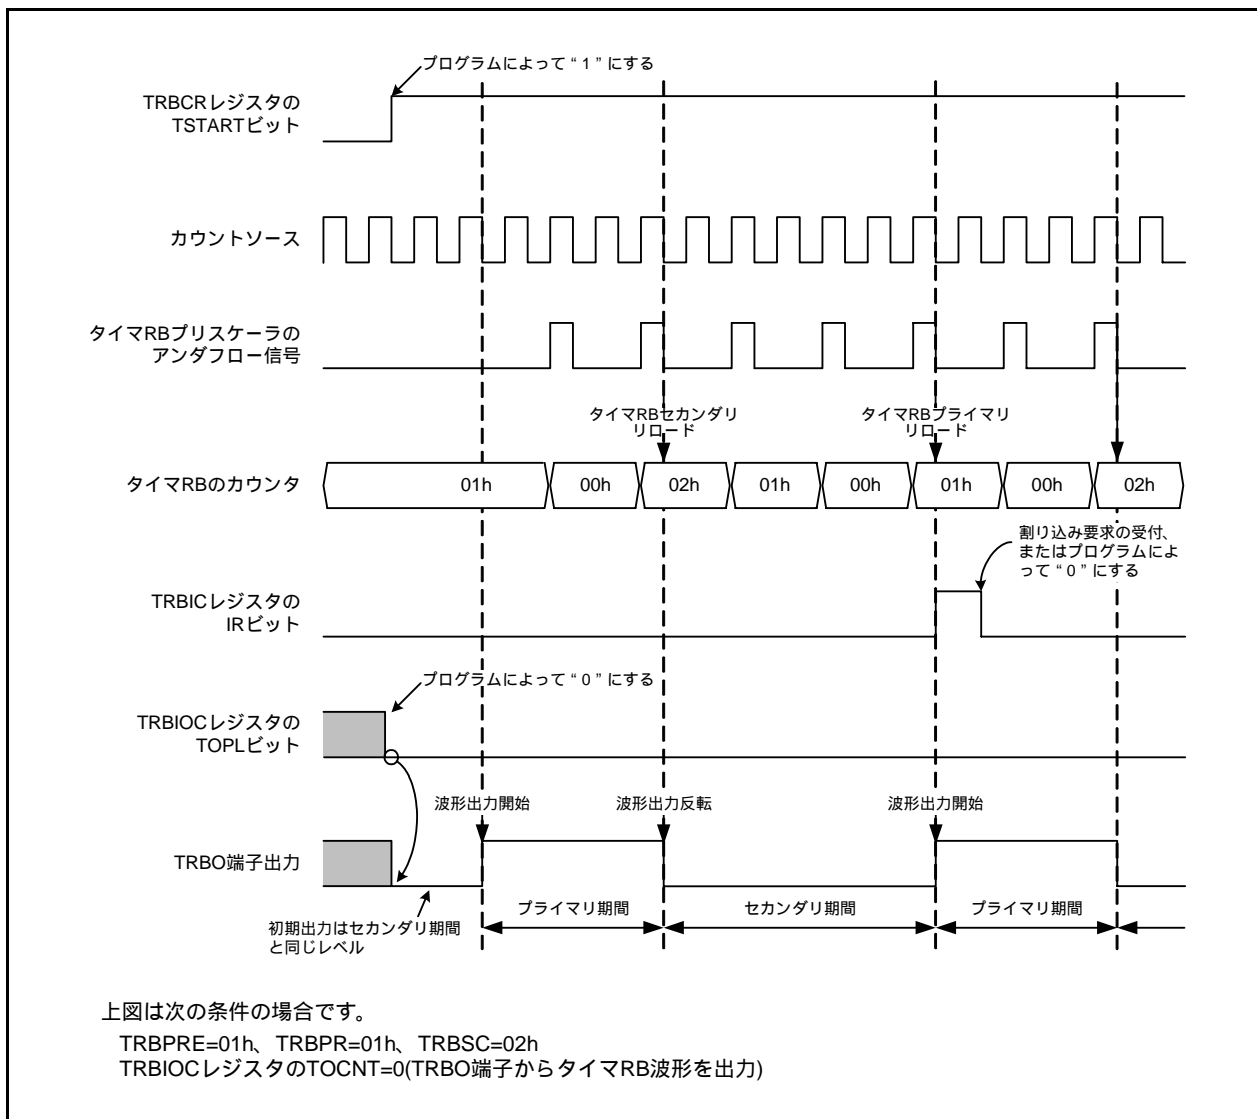 プログラムによって“1”にする
TRBCRレジスタの
TSTARTビット
カウントソース
タイマRBプリスケーラの
アンダフロー信号
タイマRBセカンダリ
リロード
タイマRBプライマリ
リロード
タイマRBのカウンタ
01h
00h
02h
01h
00h
01h
00h
02h
割り込み要求の受付、
またはプログラムによ
って“0”にする
TRBICレジスタの
IRビット
プログラムによって“0”にする
TRBIOCレジスタの
TOPLビット
波形出力開始
波形出力反転
波形出力開始
TRBO端子出力
初期出力はセカンダリ期間
と同じレベル
プライマリ期間
セカンダリ期間
プライマリ期間
上図は次の条件の場合です。
TRBPRE=01h、TRBPR=01h、TRBSC=02h
TRBIOCレジスタのTOCNT=0(TRBO端子からタイマRB波形を出力)